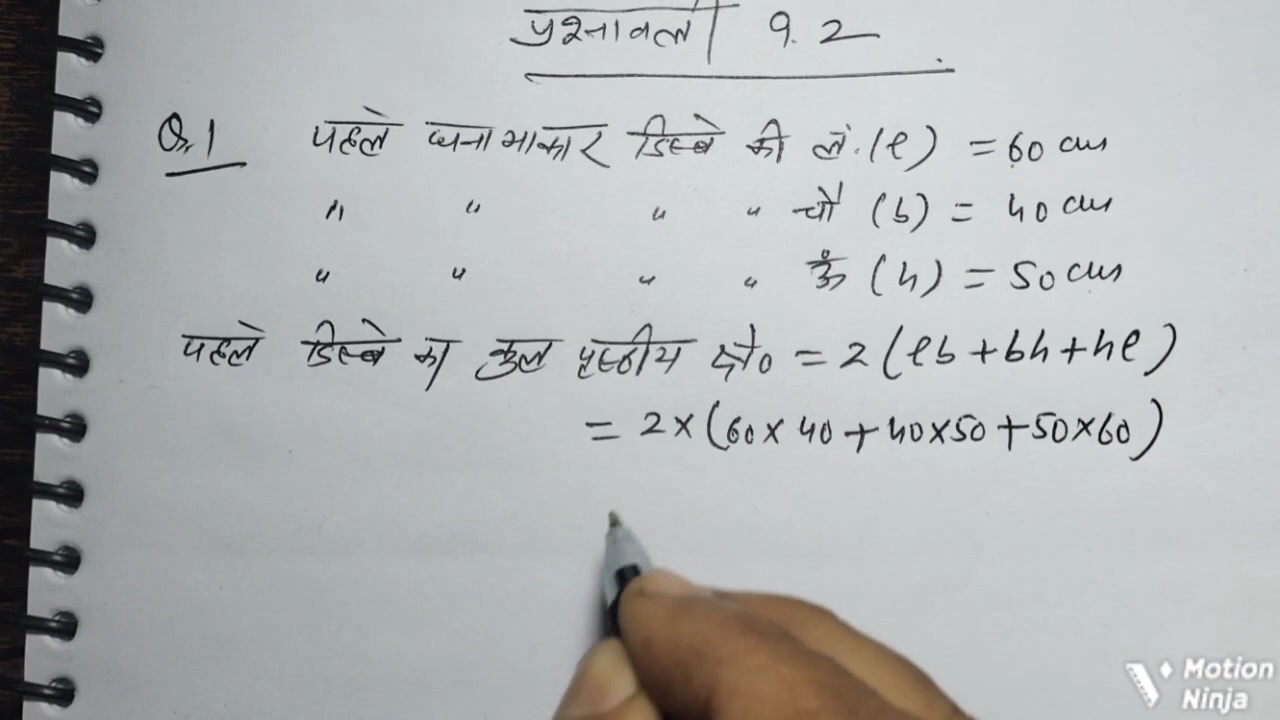 प्रश्नावली 9.2
Q.1 पहले घनाभाकार डिब्बे की लं.(l) = 60 cm
" " " " चौ (b) = 40 cm
" " " " ऊँ (h) = 50 cm
पहले डिब्बे का कुल पृष्ठीय क्षे० = 2(lb+bh+hl)
= 2×(60×40+40×50+50×60)
Motion
Ninja